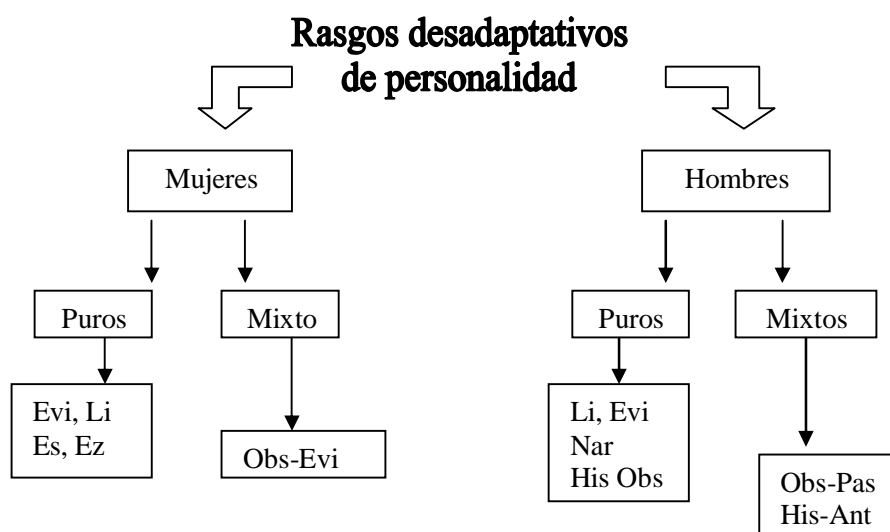 Rasgos desadaptativos
de personalidad
Mujeres
Hombres
Puros
Mixto
Puros
Mixtos
Evi, Li
Es, Ez
Obs-Evi
Li, Evi
Nar
His Obs
Obs-Pas
His-Ant